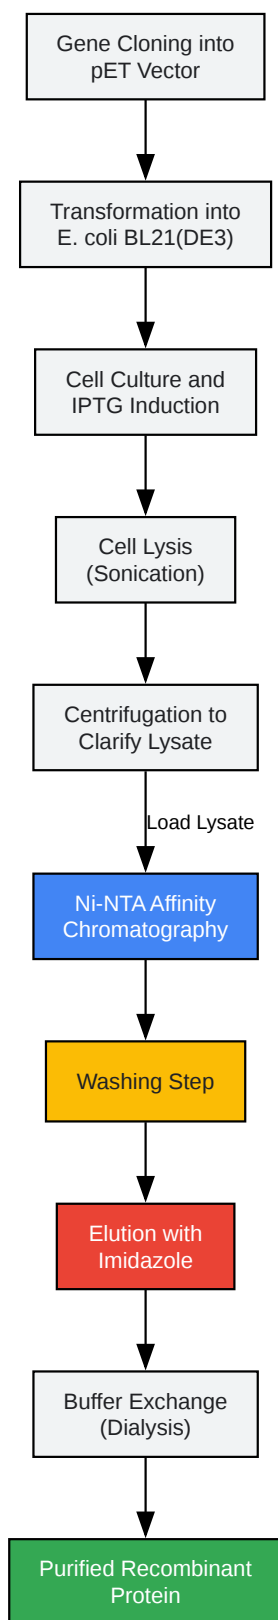 Gene Cloning into
pET Vector
Transformation into
E. coli BL21(DE3)
Cell Culture and
IPTG Induction
Cell Lysis
(Sonication)
Centrifugation to
Clarify Lysate
Load Lysate
Ni-NTA Affinity
Chromatography
Washing Step
Elution with
Imidazole
Buffer Exchange
(Dialysis)
Purified Recombinant
Protein